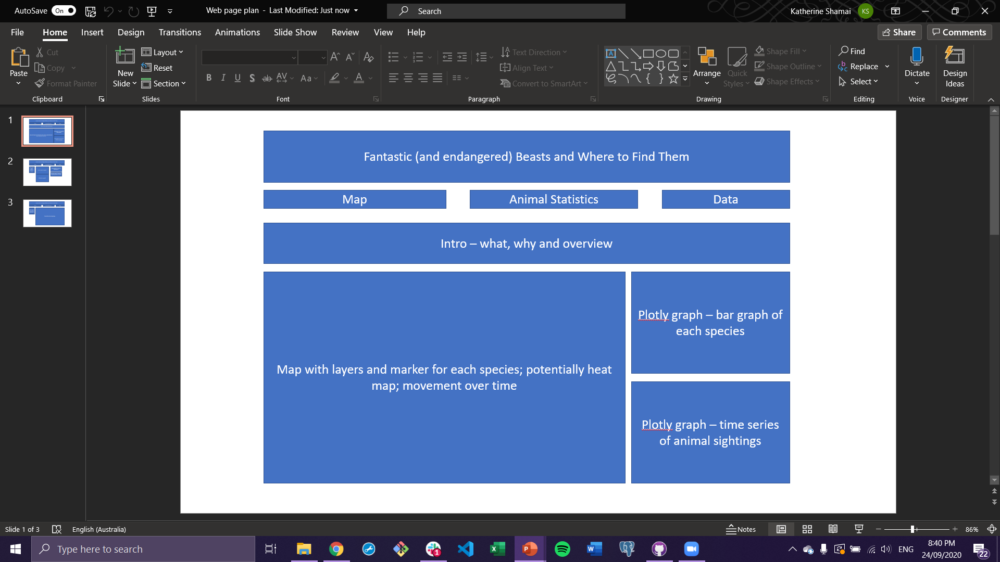 AutoSave On
Web page plan - Last Modified: Just now
Search
Katherine Shamai KS
File Home Insert Design Transitions Animations Slide Show Review View Help
Share Comments
Paste
Cut
Copy
Format Painter
Clipboard
New Slide
Layout
Reset
Section
Slides
B I U S ab AV Aa A
Font
Text Direction
Align Text
Convert to SmartArt
Paragraph
Arrange
Quick Styles
Shape Fill
Shape Outline
Shape Effects
Drawing
Find
Replace
Select
Editing
Dictate
Voice
Design Ideas
Designer
1
2
3
Fantastic (and endangered) Beasts and Where to Find Them
Map
Animal Statistics
Data
Intro – what, why and overview
Map with layers and marker for each species; potentially heat
map; movement over time
Plotly graph – bar graph of
each species
Plotly graph – time series
of animal sightings
Slide 1 of 3
English (Australia)
Notes
86%
Type here to search
ENG
8:40 PM
24/09/2020
22